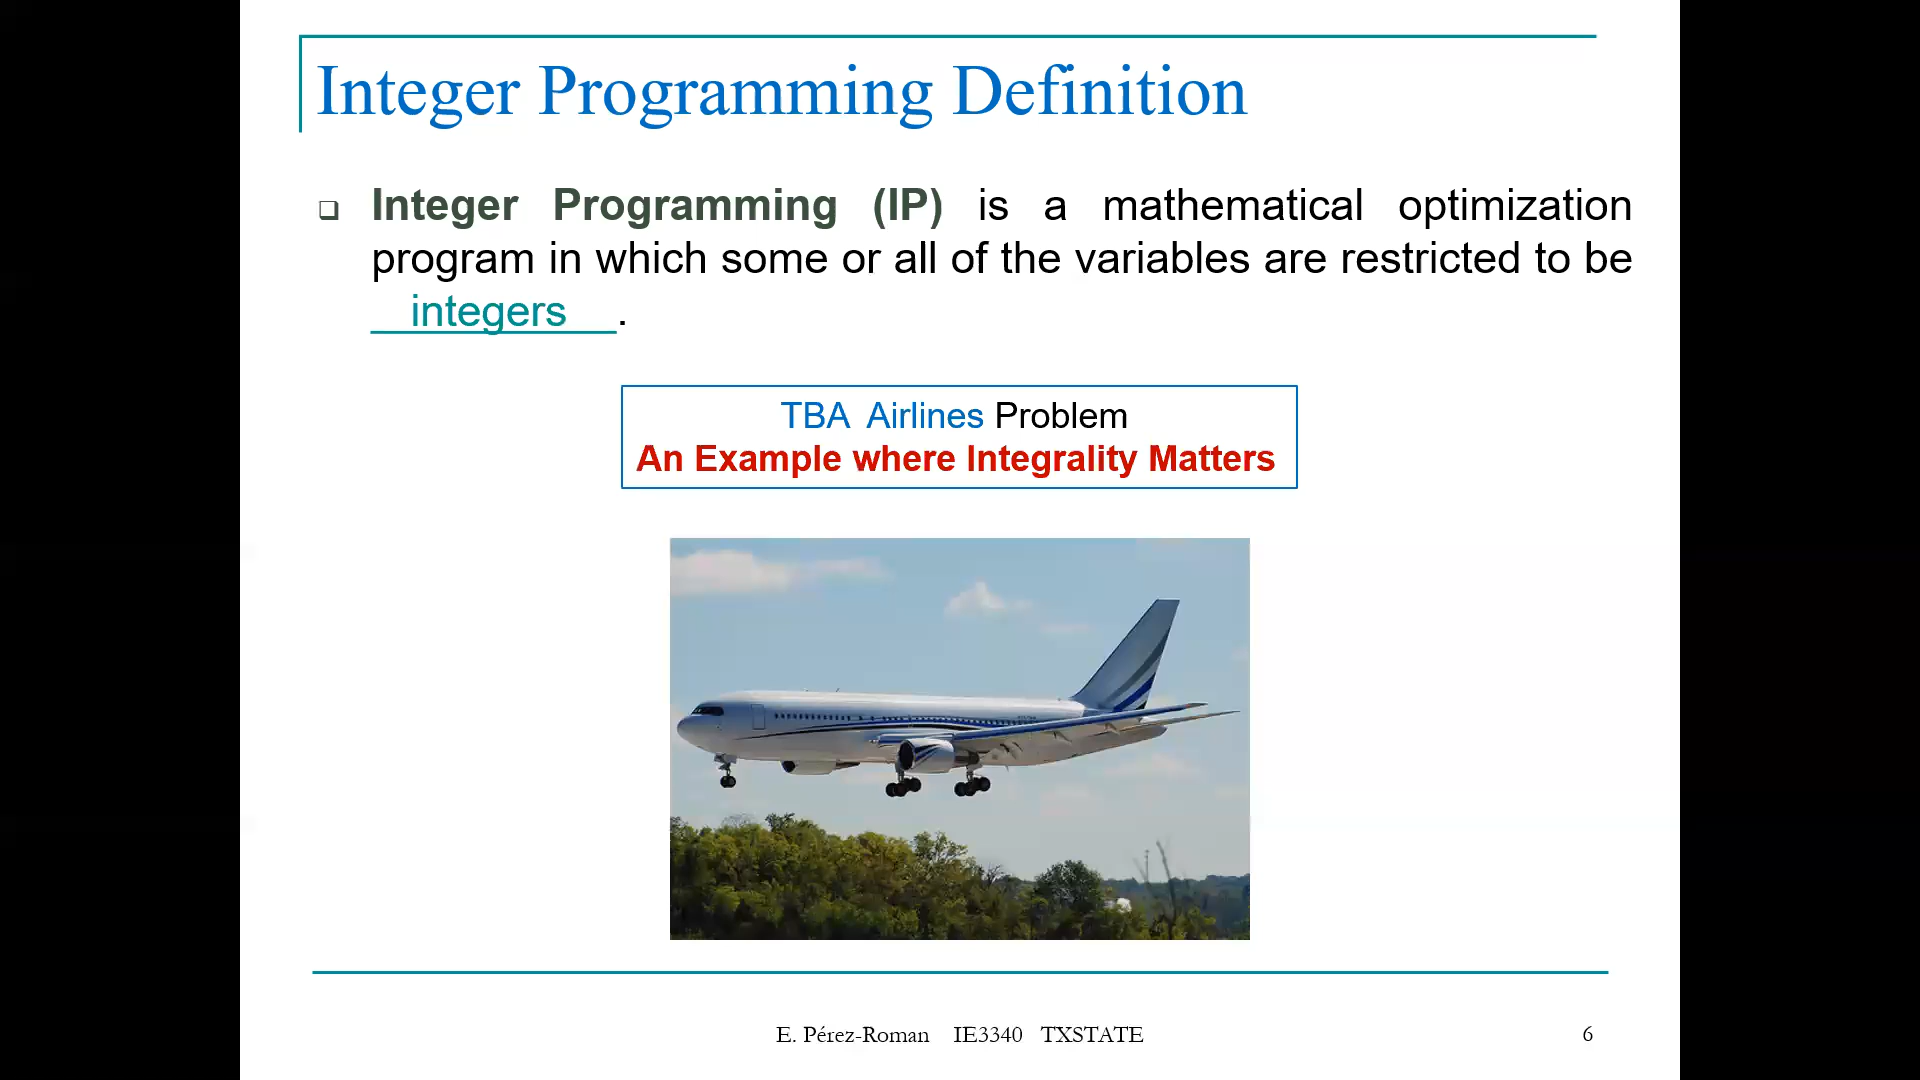 Integer Programming Definition
Integer Programming (IP) is a mathematical optimization
program in which some or all of the variables are restricted to be
integers.
TBA Airlines Problem
An Example where Integrality Matters
E. Pérez-Roman IE3340 TXSTATE
6